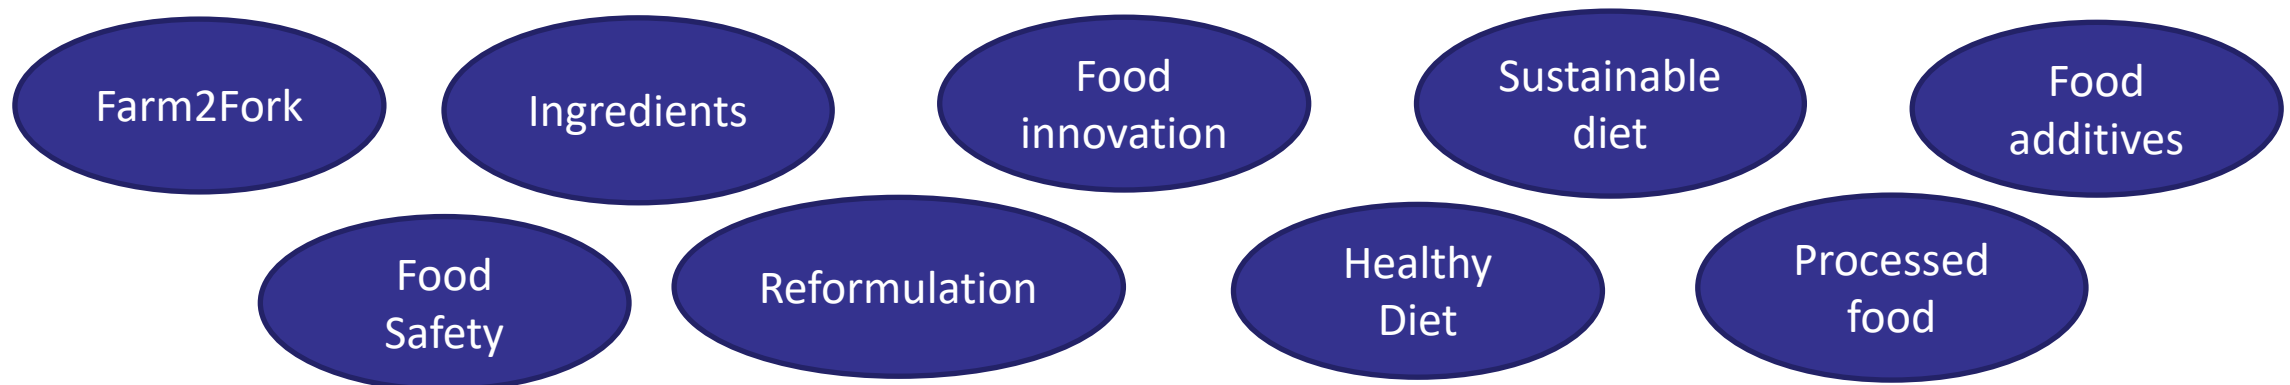 Farm2Fork
Ingredients
Food
innovation
Sustainable
diet
Food
additives
Food
Safety
Reformulation
Healthy
Diet
Processed
food